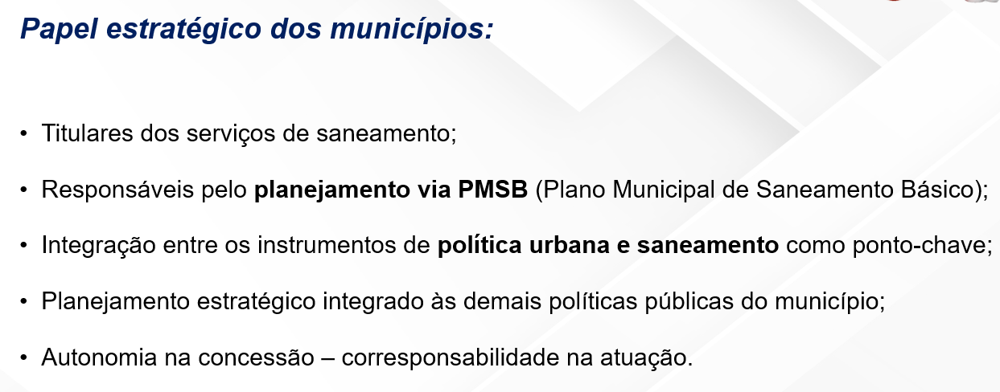 Papel estratégico dos municípios:
• Titulares dos serviços de saneamento;
• Responsáveis pelo planejamento via PMSB (Plano Municipal de Saneamento Básico);
• Integração entre os instrumentos de política urbana e saneamento como ponto-chave;
• Planejamento estratégico integrado às demais políticas públicas do município;
• Autonomia na concessão – corresponsabilidade na atuação.